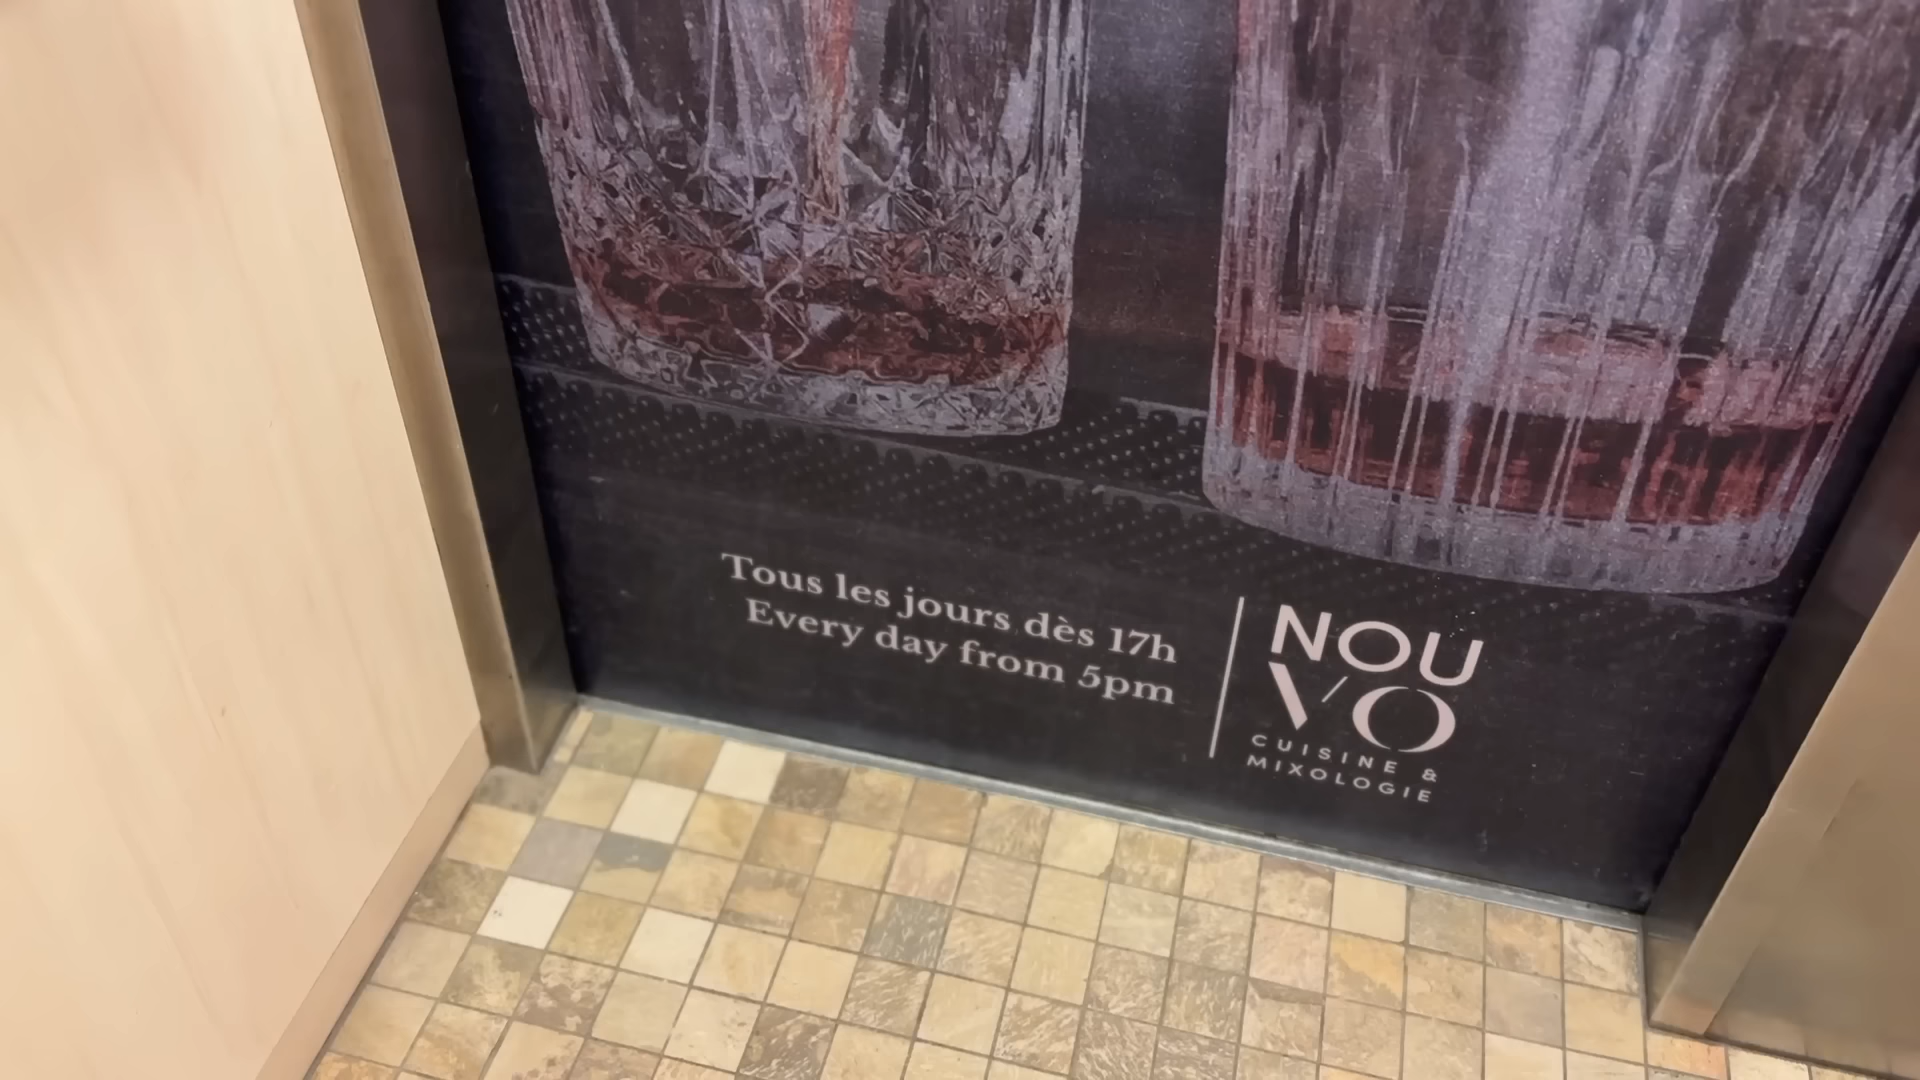 Tous les jours dès 17h
Every day from 5pm
NOU
VO
CUISINE &
MIXOLOGIE